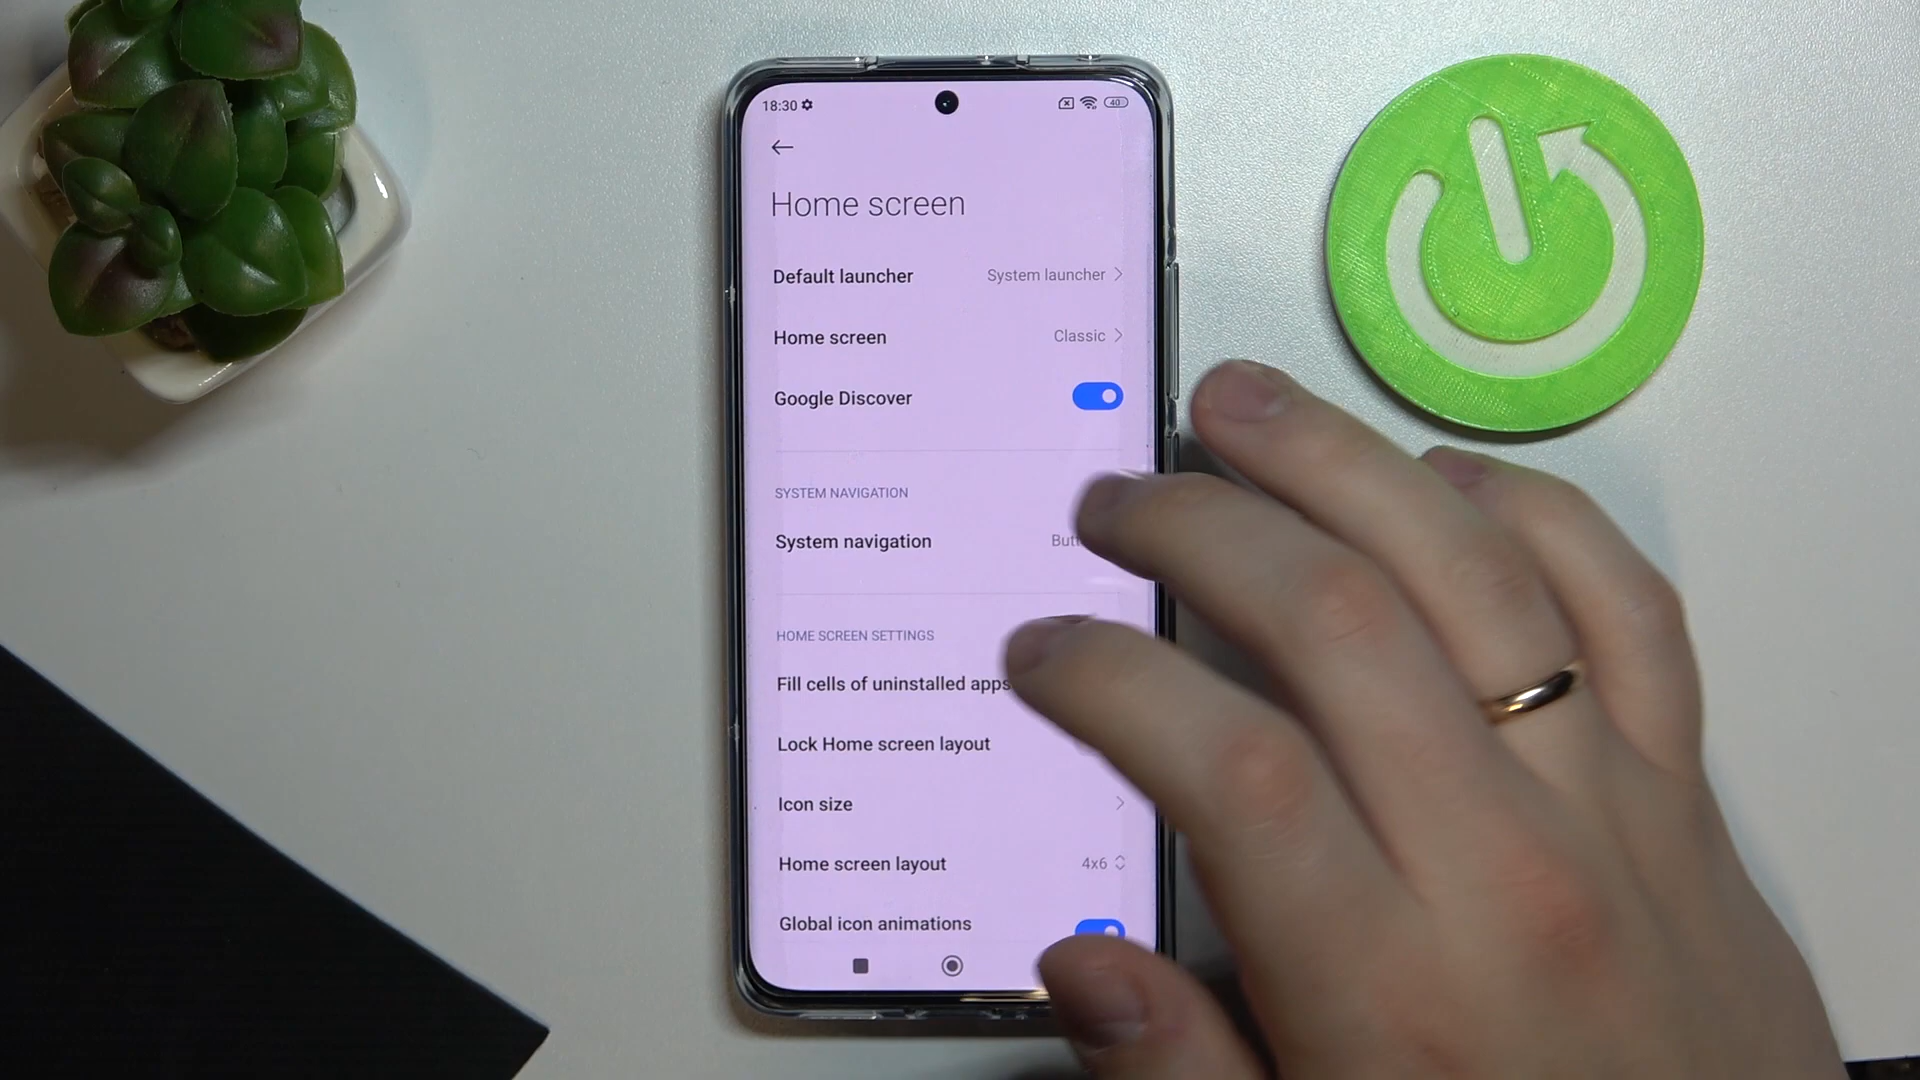 18:30
40
Home screen
Default launcher System launcher
Home screen Classic
Google Discover
SYSTEM NAVIGATION
System navigation
HOME SCREEN SETTINGS
Fill cells of uninstalled apps
Lock Home screen layout
Icon size
Home screen layout 4x6
Global icon animations